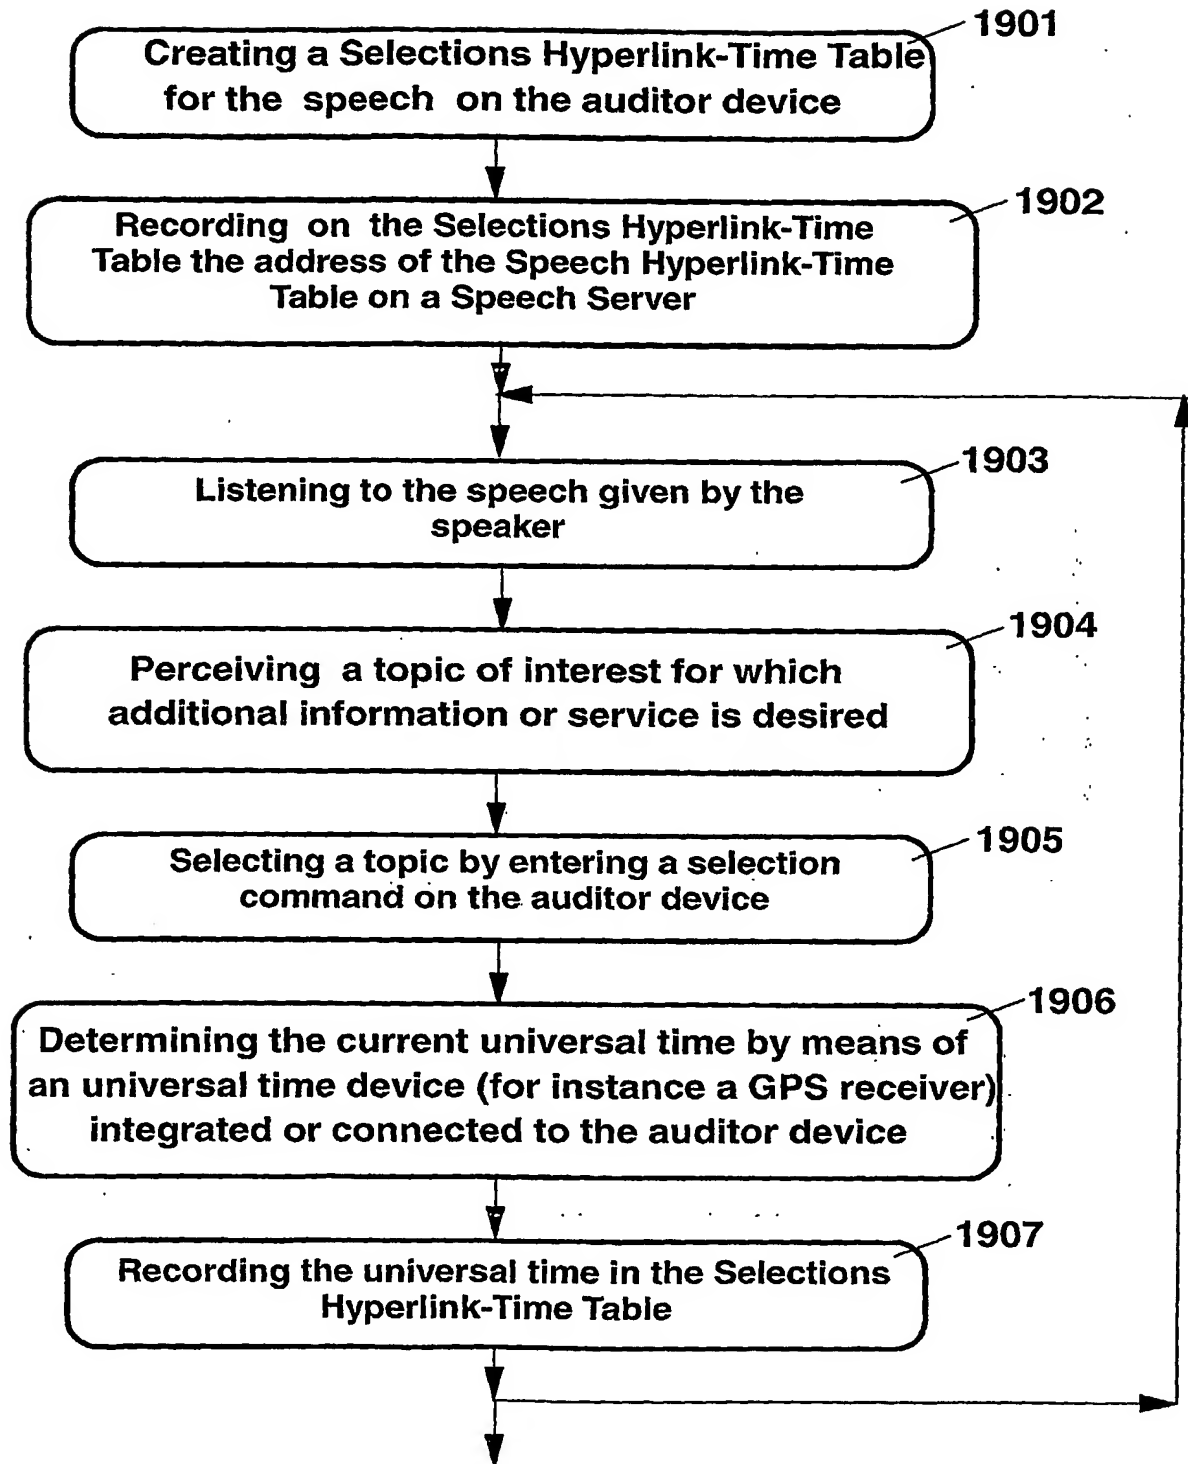 1901
Creating a Selections Hyperlink-Time Table
for the speech on the auditor device
1902
Recording on the Selections Hyperlink-Time
Table the address of the Speech Hyperlink-Time
Table on a Speech Server
1903
Listening to the speech given by the
speaker
1904
Perceiving a topic of interest for which
additional information or service is desired
1905
Selecting a topic by entering a selection
command on the auditor device
1906
Determining the current universal time by means of
an universal time device (for instance a GPS receiver)
integrated or connected to the auditor device
1907
Recording the universal time in the Selections
Hyperlink-Time Table